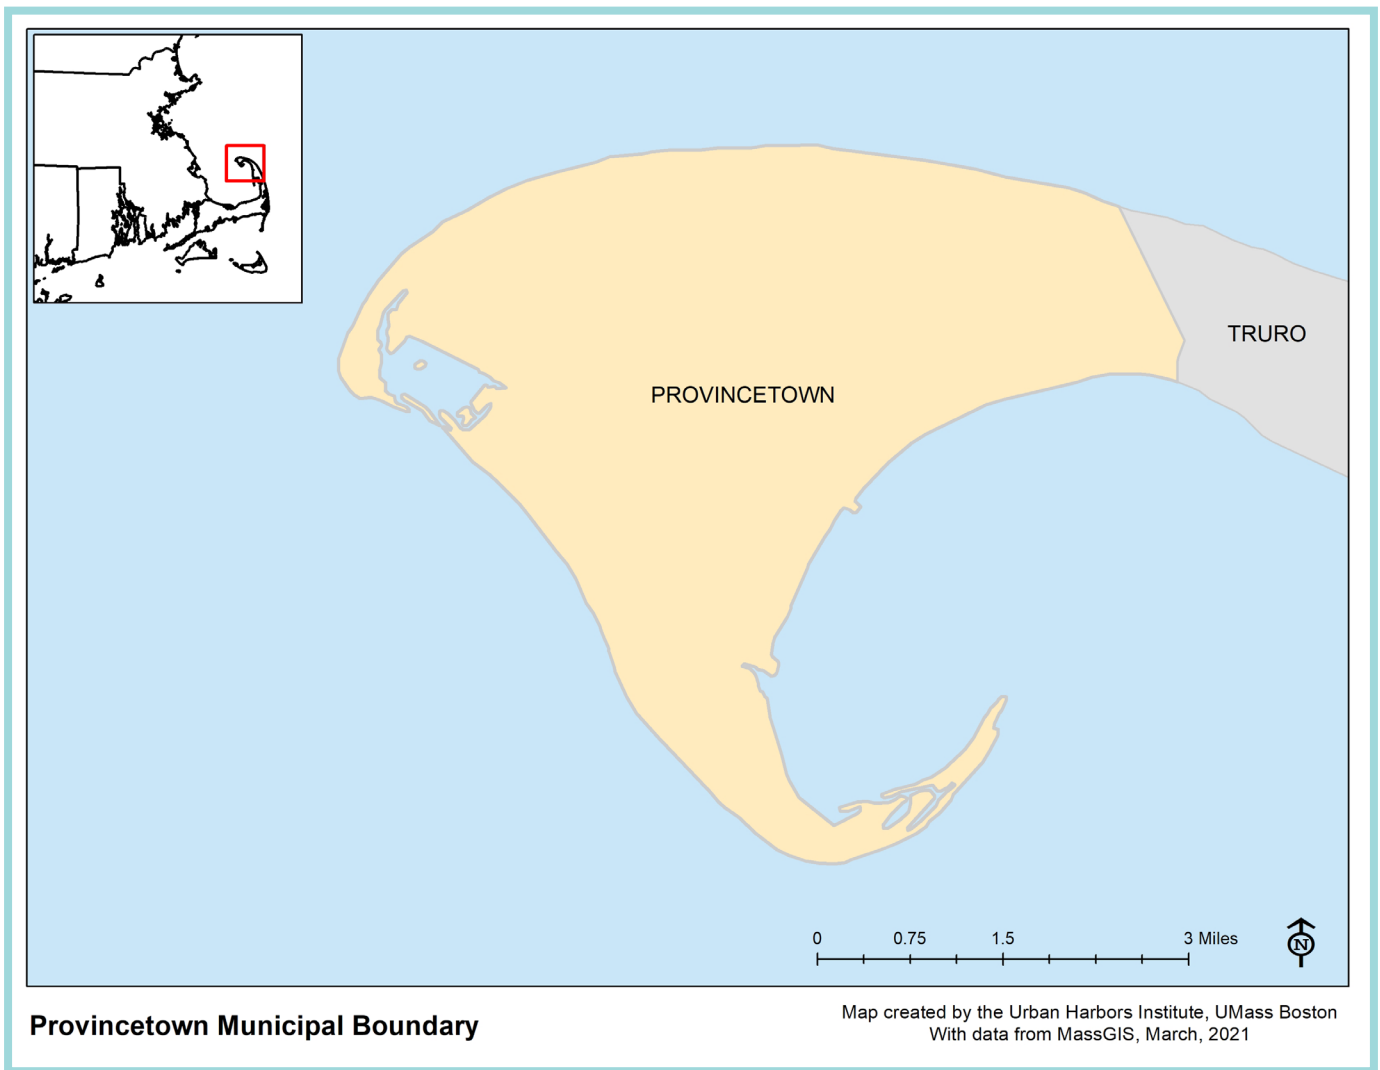 TRURO
PROVINCETOWN
0 0.75 1.5 3 Miles
N
Provincetown Municipal Boundary
Map created by the Urban Harbors Institute, UMass Boston
With data from MassGIS, March, 2021